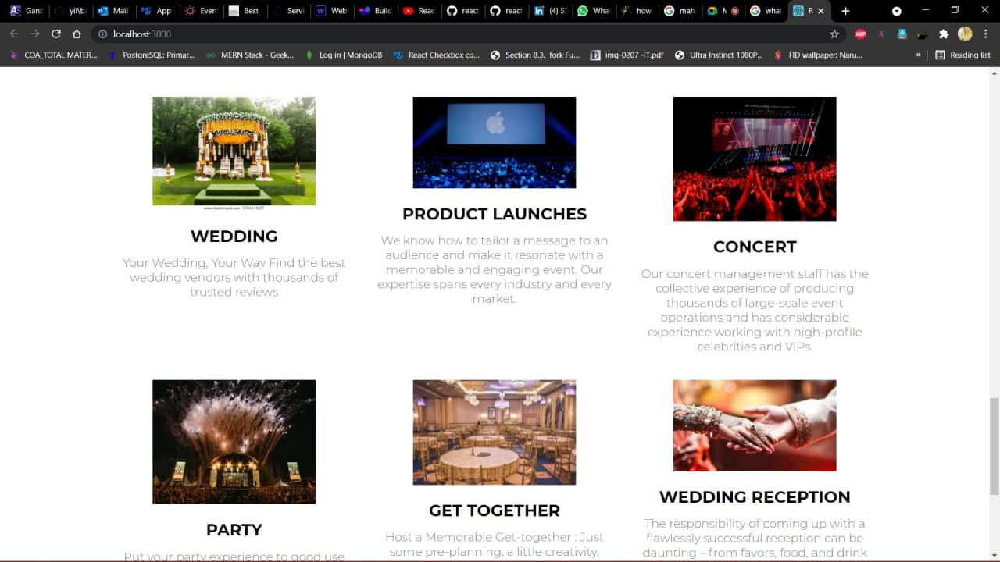 Ganl
yi\ba
Mail
App
Even
Best
Servi
Web
Build
Reac
react
react
(4) S
What
how
mah
M
what
R
localhost:3000
COA_TOTAL MATER...
PostgreSQL: Primar...
MERN Stack - Geek...
Log in | MongoDB
React Checkbox co...
Section 8.3. fork Fu...
img-0207 -IT.pdf
Ultra Instinct 1080P...
HD wallpaper: Naru...
»
Reading list
ABP
www.shutterstock.com · 1596574237
WEDDING
Your Wedding, Your Way Find the best
wedding vendors with thousands of
trusted reviews
PRODUCT LAUNCHES
We know how to tailor a message to an
audience and make it resonate with a
memorable and engaging event. Our
expertise spans every industry and every
market.
CONCERT
Our concert management staff has the
collective experience of producing
thousands of large-scale event
operations and has considerable
experience working with high-profile
celebrities and VIPs.
PARTY
Put your party experience to good use
GET TOGETHER
Host a Memorable Get-together : Just
some pre-planning, a little creativity,
WEDDING RECEPTION
The responsibility of coming up with a
flawlessly successful reception can be
daunting – from favors, food, and drink